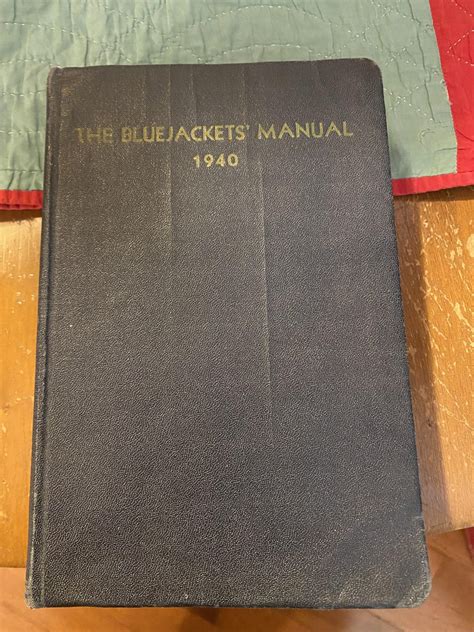 THE BLUEJACKETS' MANUAL
1940